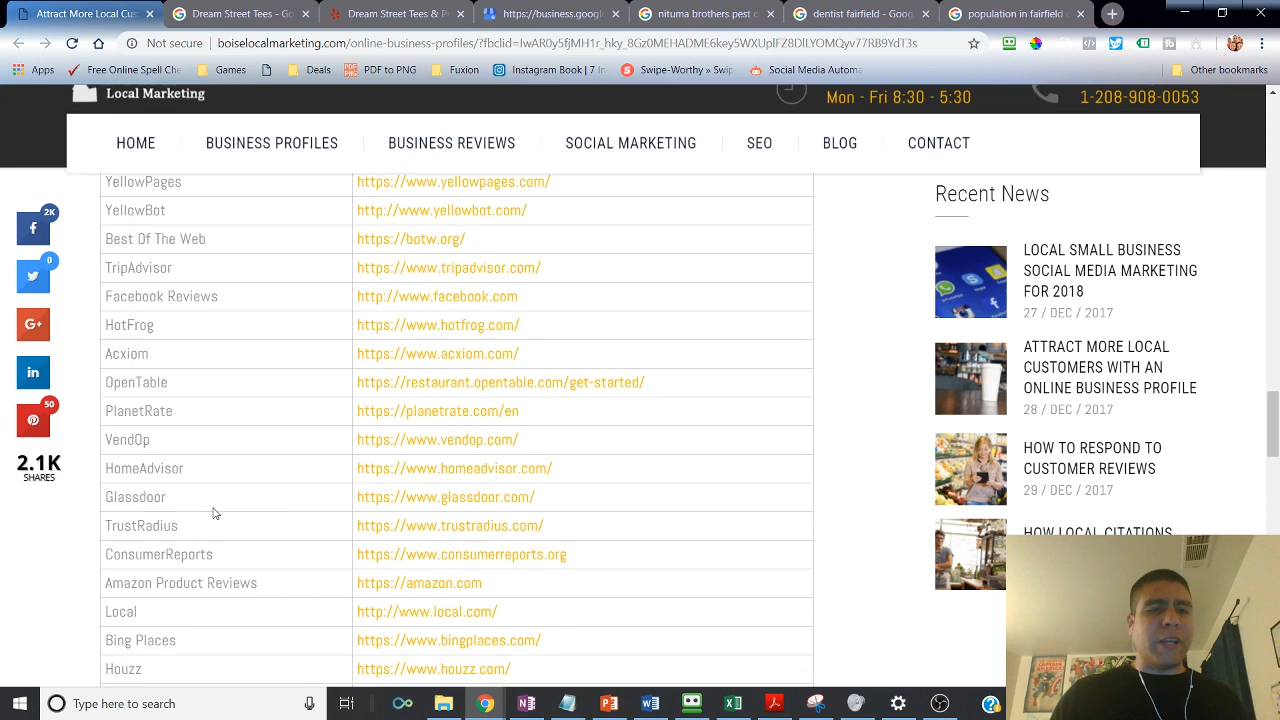 Attract More Local Cus
Dream Street Tees - Go
Dream Street Tees & P
https://business.googl
nituma brothers pest c
dentist fairfield - Goog
population in fairfield c
Not secure
boiselocalmarketing.com/online-business-profiles/?fbclid=IwAR0y5fjMH1r_hky_8Gz0MEHADME6key5WXUplFZ8DlLYOMQv77RB9YdT3s
Apps
Free Online Certified
Games
Deals
PDF to PNG
Fuxion
Instagram Book | 7 In
Swipe-Worthy » Swip
Social Media Automa
Other bookmarks
Local Marketing
Mon - Fri 8:30 - 5:30
1-208-908-0053
HOME
BUSINESS PROFILES
BUSINESS REVIEWS
SOCIAL MARKETING
SEO
BLOG
CONTACT
YellowPages https://www.yellowpages.com/
YellowBot http://www.yellowbot.com/
Best Of The Web https://botw.org/
TripAdvisor https://www.tripadvisor.com/
Facebook Reviews http://www.facebook.com
HotFrog https://www.hotfrog.com/
Acxiom https://www.acxiom.com/
OpenTable https://restaurant.opentable.com/get-started/
PlanetRate https://planetrate.com/en
VendOp https://www.vendop.com/
HomeAdvisor https://www.homeadvisor.com/
Glassdoor https://www.glassdoor.com/
TrustRadius https://www.trustradius.com/
ConsumerReports https://www.consumerreports.org
Amazon Product Reviews https://amazon.com
Local http://www.local.com/
Bing Places https://www.bingplaces.com/
Houzz https://www.houzz.com/
2K
0
G+
in
50
2.1K
SHARES
Recent News
LOCAL SMALL BUSINESS
SOCIAL MEDIA MARKETING
FOR 2018
27 / DEC / 2017
ATTRACT MORE LOCAL
CUSTOMERS WITH AN
ONLINE BUSINESS PROFILE
28 / DEC / 2017
HOW TO RESPOND TO
CUSTOMER REVIEWS
29 / DEC / 2017
HOW LOCAL CITATIONS
Type here to search